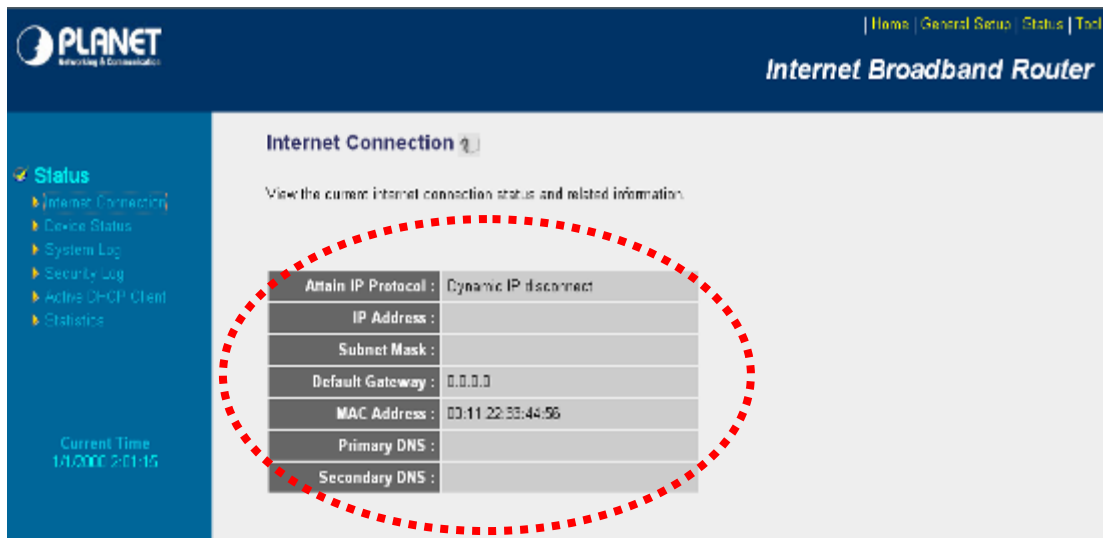 PLANET
Networking & Communication
| Home | General Setup | Status | Tool
Internet Broadband Router
Status
Internet Connection
Device Status
System Log
Security Log
Active DHCP Client
Statistics
Current Time
1/1/2000 2:01:15
Internet Connection
View the current internet connection status and related information.
Attain IP Protocol : Dynamic IP disconnect
IP Address :
Subnet Mask :
Default Gateway : 0.0.0.0
MAC Address : 00:11:22:33:44:56
Primary DNS :
Secondary DNS :